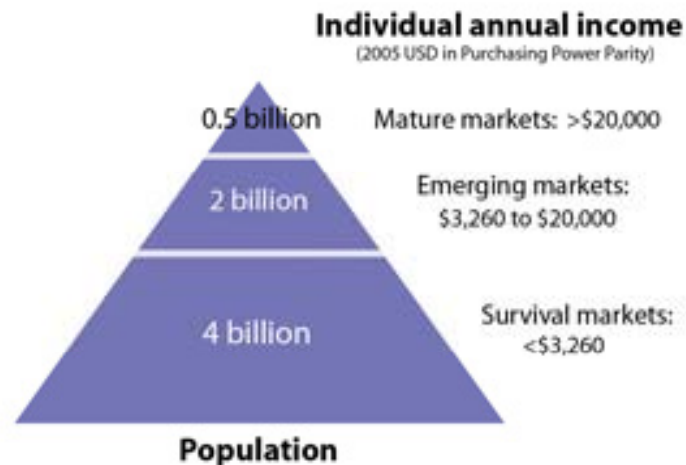 Individual annual income
(2005 USD in Purchasing Power Parity)
0.5 billion
Mature markets: >$20,000
2 billion
Emerging markets:
$3,260 to $20,000
4 billion
Survival markets:
<$3,260
Population